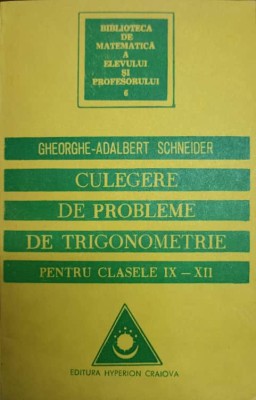 BIBLIOTECA
DE
MATEMATICĂ
A
ELEVULUI
ȘI
PROFESORULUI
6
GHEORGHE-ADALBERT SCHNEIDER
CULEGERE
DE PROBLEME
DE TRIGONOMETRIE
PENTRU CLASELE IX – XII
EDITURA HYPERION CRAIOVA